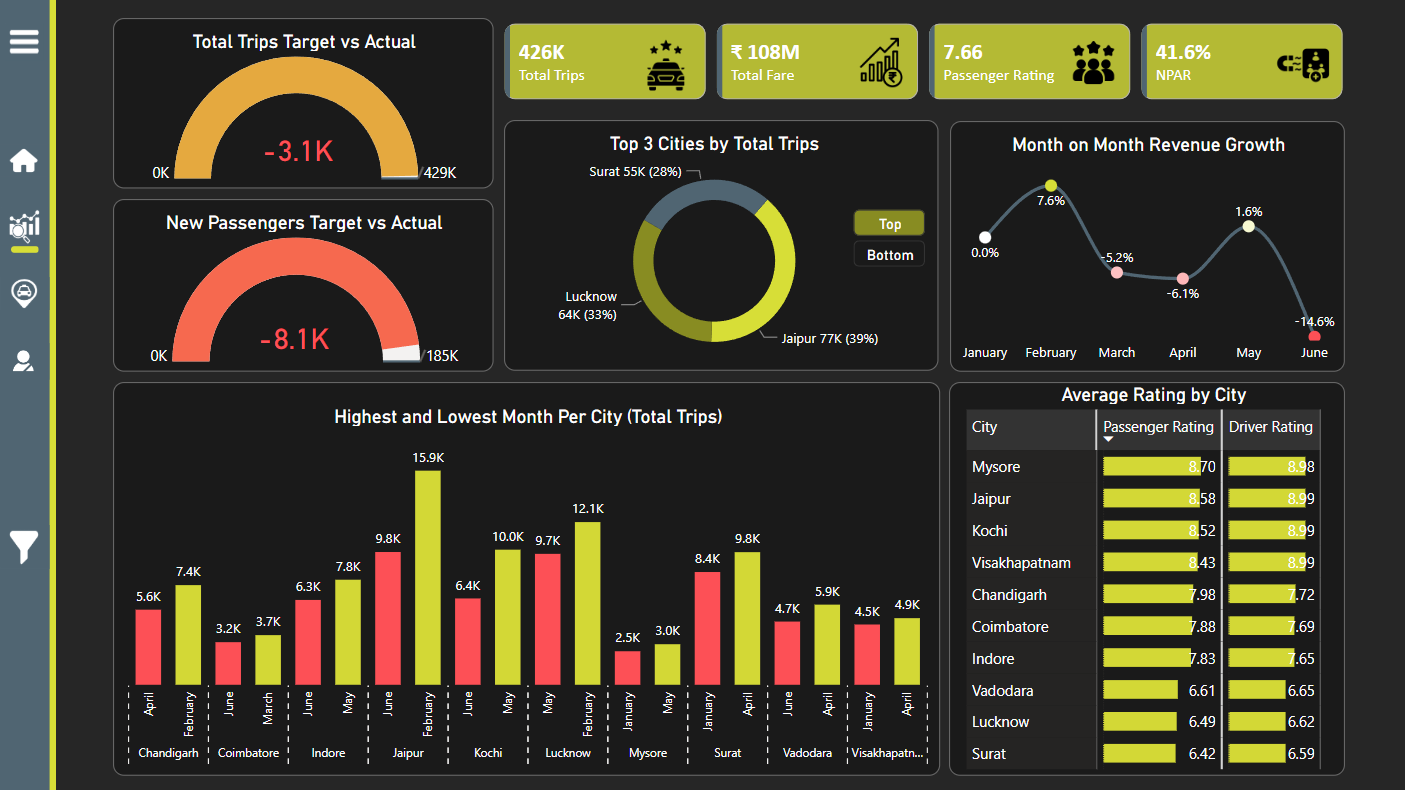 Total Trips Target vs Actual
-3.1K
0K
429K
New Passengers Target vs Actual
-8.1K
0K
185K
426K
Total Trips
₹ 108M
Total Fare
7.66
Passenger Rating
41.6%
NPAR
Top 3 Cities by Total Trips
Surat 55K (28%)
Lucknow
64K (33%)
Jaipur 77K (39%)
Top
Bottom
Month on Month Revenue Growth
0.0%
7.6%
-5.2%
-6.1%
1.6%
-14.6%
January February March April May June
Highest and Lowest Month Per City (Total Trips)
5.6K 7.4K 3.2K 3.7K 6.3K 7.8K 9.8K 15.9K 6.4K 10.0K 9.7K 12.1K 2.5K 3.0K 8.4K 9.8K 4.7K 5.9K 4.5K 4.9K
April February June March June May June February June May May February January May January April June April January April
Chandigarh Coimbatore Indore Jaipur Kochi Lucknow Mysore Surat Vadodara Visakhapatn...
Average Rating by City
City Passenger Rating Driver Rating
Mysore 8.70 8.98
Jaipur 8.58 8.99
Kochi 8.52 8.99
Visakhapatnam 8.43 8.99
Chandigarh 7.98 7.72
Coimbatore 7.88 7.69
Indore 7.83 7.65
Vadodara 6.61 6.65
Lucknow 6.49 6.62
Surat 6.42 6.59